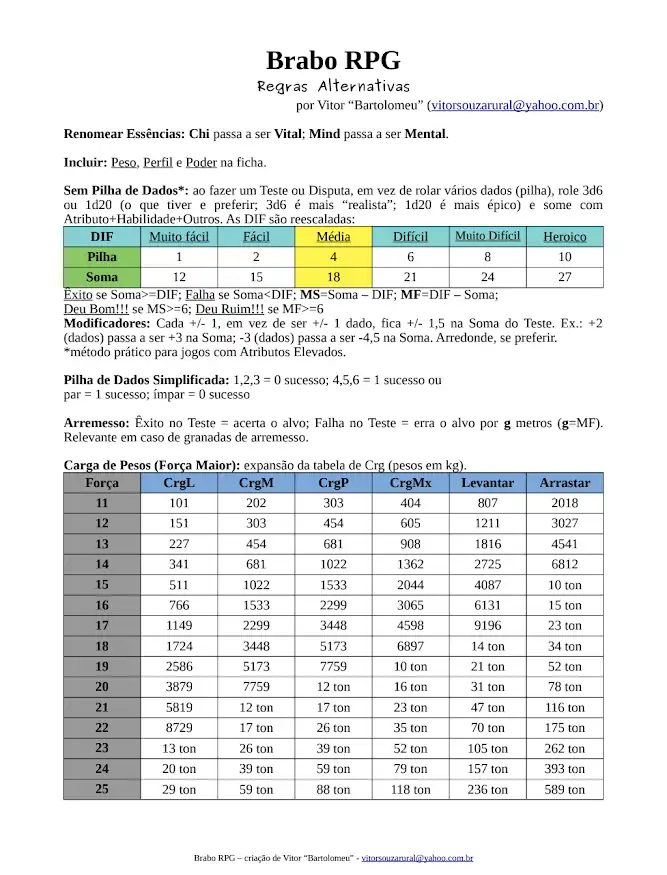 Brabo RPG
Regras Alternativas
por Vitor “Bartolomeu” (vitorsouzarural@yahoo.com.br)
Renomear Essências: Chi passa a ser Vital; Mind passa a ser Mental.
Incluir: Peso, Perfil e Poder na ficha.
Sem Pilha de Dados*: ao fazer um Teste ou Disputa, em vez de rolar vários dados (pilha), role 3d6
ou 1d20 (o que tiver e preferir; 3d6 é mais “realista”; 1d20 é mais épico) e some com
Atributo+Habilidade+Outros. As DIF são reescaladas:
DIF Muito fácil Fácil Média Difícil Muito Difícil Heroico
Pilha 1 2 4 6 8 10
Soma 12 15 18 21 24 27
Êxito se Soma>=DIF; Falha se Soma<DIF; MS=Soma – DIF; MF=DIF – Soma;
Deu Bom!!! se MS>=6; Deu Ruim!!! se MF>=6
Modificadores: Cada +/- 1, em vez de ser +/- 1 dado, fica +/- 1,5 na Soma do Teste. Ex.: +2
(dados) passa a ser +3 na Soma; -3 (dados) passa a ser -4,5 na Soma. Arredonde, se preferir.
*método prático para jogos com Atributos Elevados.
Pilha de Dados Simplificada: 1,2,3 = 0 sucesso; 4,5,6 = 1 sucesso ou
par = 1 sucesso; ímpar = 0 sucesso
Arremesso: Êxito no Teste = acerta o alvo; Falha no Teste = erra o alvo por g metros (g=MF).
Relevante em caso de granadas de arremesso.
Carga de Pesos (Força Maior): expansão da tabela de Crg (pesos em kg).
Força CrgL CrgM CrgP CrgMx Levantar Arrastar
11 101 202 303 404 807 2018
12 151 303 454 605 1211 3027
13 227 454 681 908 1816 4541
14 341 681 1022 1362 2725 6812
15 511 1022 1533 2044 4087 10 ton
16 766 1533 2299 3065 6131 15 ton
17 1149 2299 3448 4598 9196 23 ton
18 1724 3448 5173 6897 14 ton 34 ton
19 2586 5173 7759 10 ton 21 ton 52 ton
20 3879 7759 12 ton 16 ton 31 ton 78 ton
21 5819 12 ton 17 ton 23 ton 47 ton 116 ton
22 8729 17 ton 26 ton 35 ton 70 ton 175 ton
23 13 ton 26 ton 39 ton 52 ton 105 ton 262 ton
24 20 ton 39 ton 59 ton 79 ton 157 ton 393 ton
25 29 ton 59 ton 88 ton 118 ton 236 ton 589 ton
Brabo RPG – criação de Vitor “Bartolomeu” - vitorsouzarural@yahoo.com.br